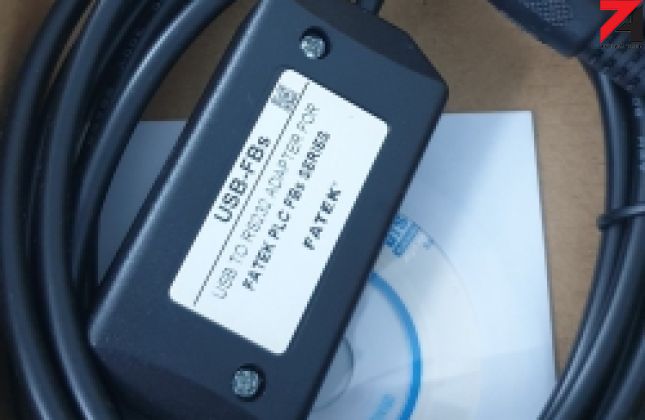 USB-FBs
USB TO RS232 ADAPTER FOR
FATEK PLC FBs SERIES
FATEK